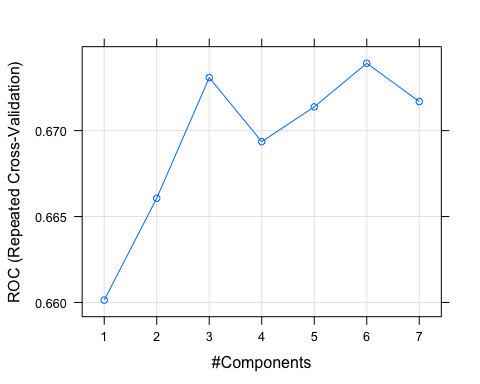 ROC (Repeated Cross-Validation)
0.670
0.665
0.660
1 2 3 4 5 6 7
#Components